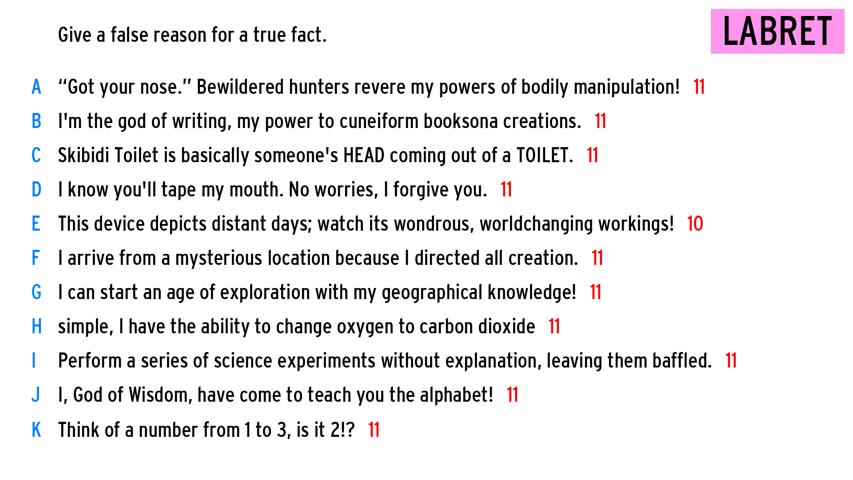 Give a false reason for a true fact.
LABRET
A “Got your nose.” Bewildered hunters revere my powers of bodily manipulation! 11
B I'm the god of writing, my power to cuneiform booksona creations. 11
C Skibidi Toilet is basically someone's HEAD coming out of a TOILET. 11
D I know you'll tape my mouth. No worries, I forgive you. 11
E This device depicts distant days; watch its wondrous, worldchanging workings! 10
F I arrive from a mysterious location because I directed all creation. 11
G I can start an age of exploration with my geographical knowledge! 11
H simple, I have the ability to change oxygen to carbon dioxide 11
I Perform a series of science experiments without explanation, leaving them baffled. 11
J I, God of Wisdom, have come to teach you the alphabet! 11
K Think of a number from 1 to 3, is it 2!? 11